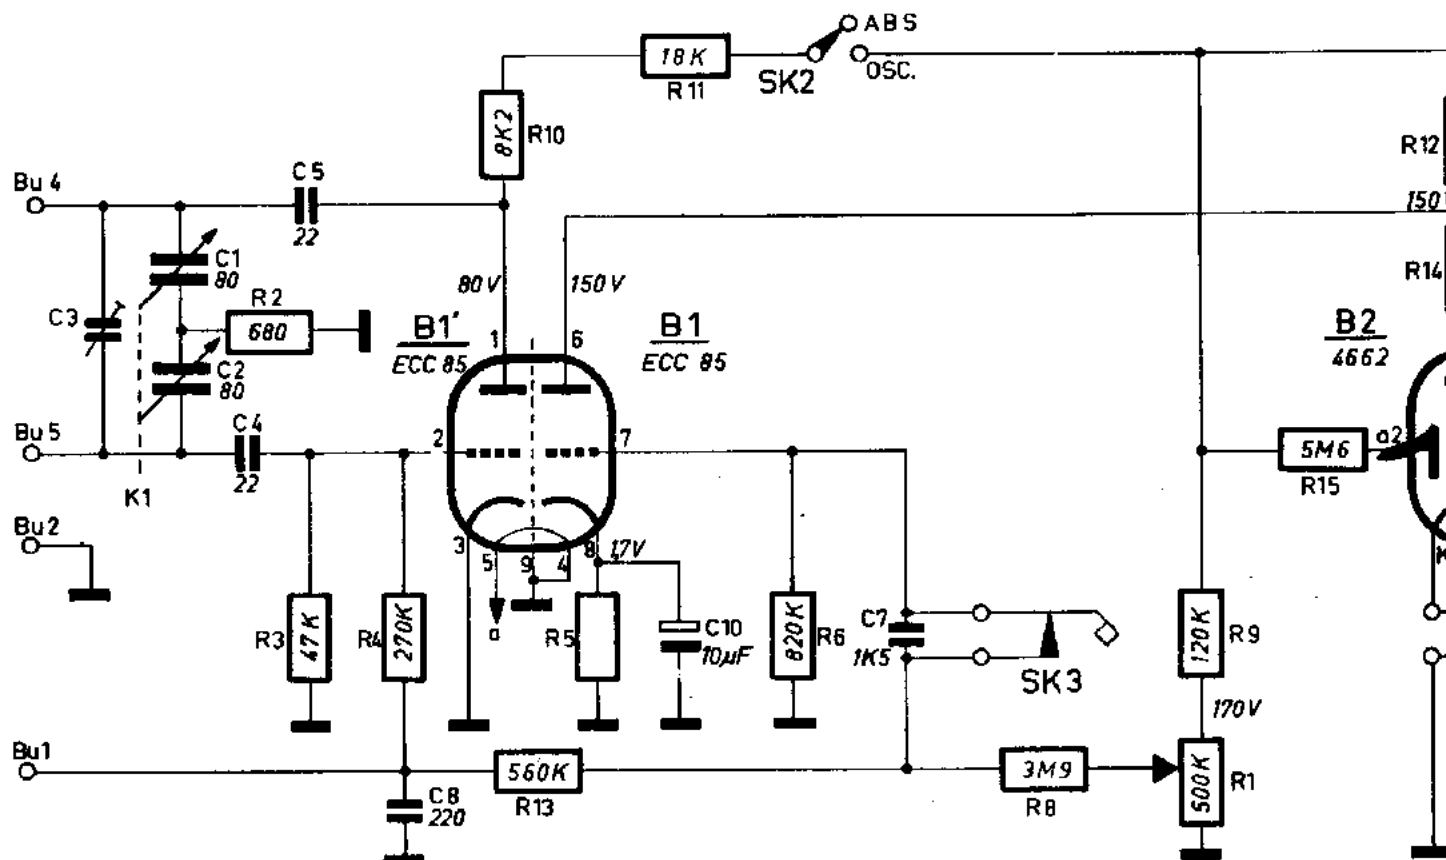 ABS
18K
SK2
OSC.
R11
8K2
R10
R12
C5
Bu 4
22
150
C1
80
80V
150V
R14
R2
C3
680
B1'
ECC 85
1
6
B1
ECC 85
B2
4662
C2
80
C4
Bu 5
2
7
a2
22
5M6
R15
K1
Bu 2
3
5
9
4
8
1,7V
K
R3
47K
R4
270K
a
R5
C10
10µF
820K
R6
C7
1K5
SK3
120K
R9
170V
Bu1
560K
R13
3M9
R8
500K
R1
C8
220